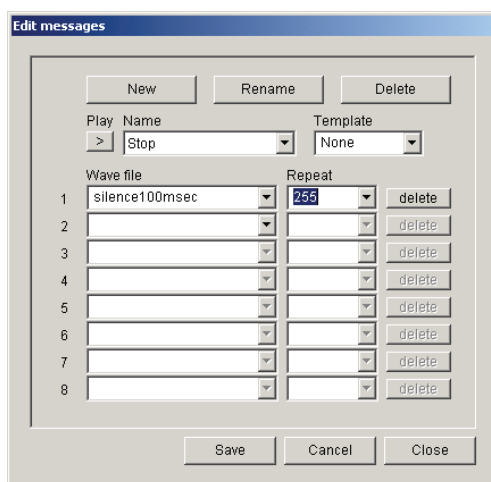 Edit messages
New Rename Delete
Play Name Template
> Stop None
Wave file Repeat
1 silence100msec 255 delete
2 delete
3 delete
4 delete
5 delete
6 delete
7 delete
8 delete
Save Cancel Close